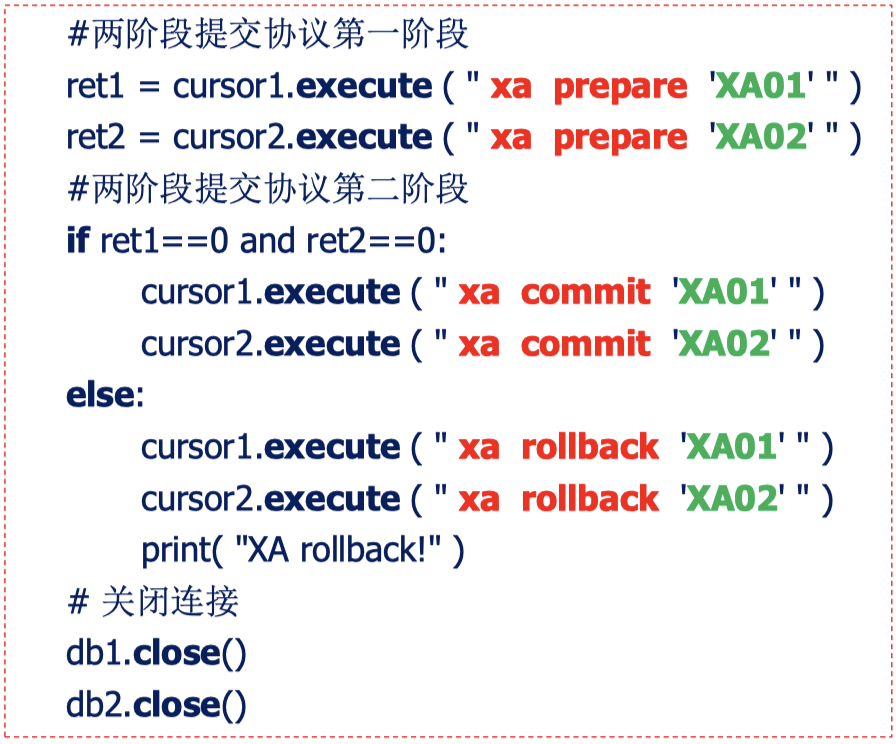 #两阶段提交协议第一阶段
ret1 = cursor1.execute ( " xa prepare 'XA01' " )
ret2 = cursor2.execute ( " xa prepare 'XA02' " )
#两阶段提交协议第二阶段
if ret1==0 and ret2==0:
cursor1.execute ( " xa commit 'XA01' " )
cursor2.execute ( " xa commit 'XA02' " )
else:
cursor1.execute ( " xa rollback 'XA01' " )
cursor2.execute ( " xa rollback 'XA02' " )
print( "XA rollback!" )
# 关闭连接
db1.close()
db2.close()